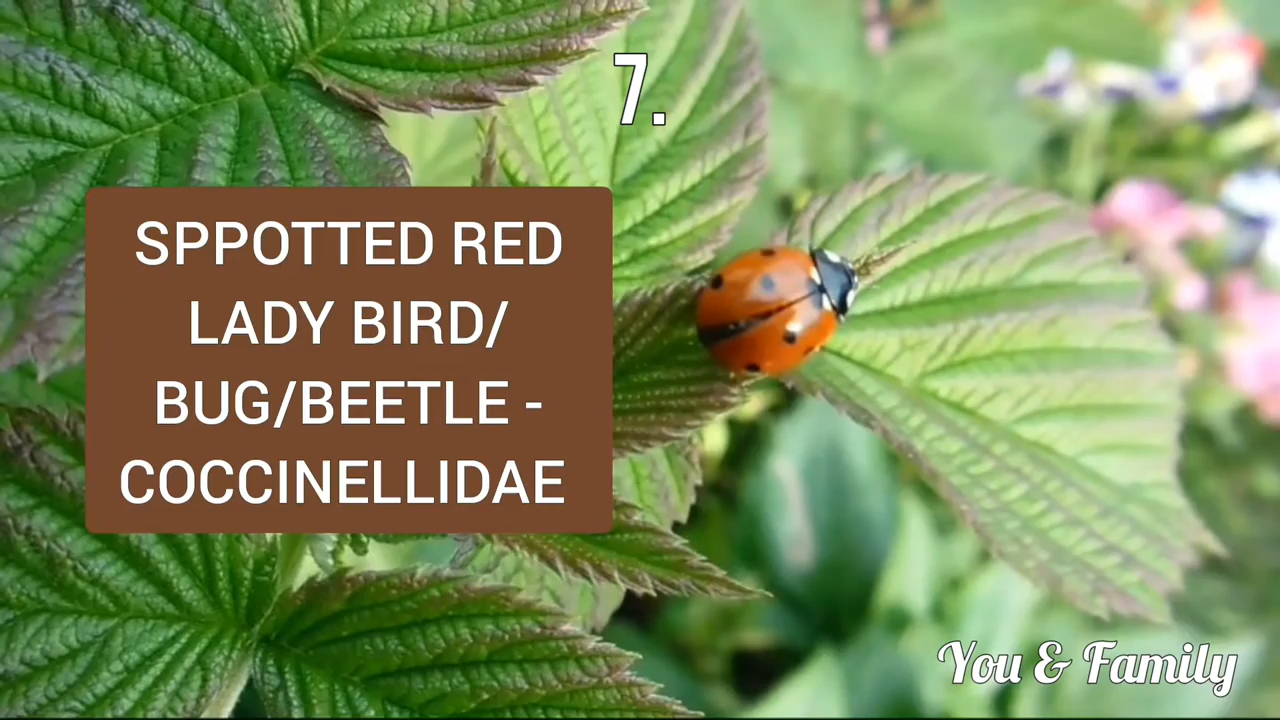 7.
SPPOTTED RED
LADY BIRD/
BUG/BEETLE -
COCCINELLIDAE
You & Family